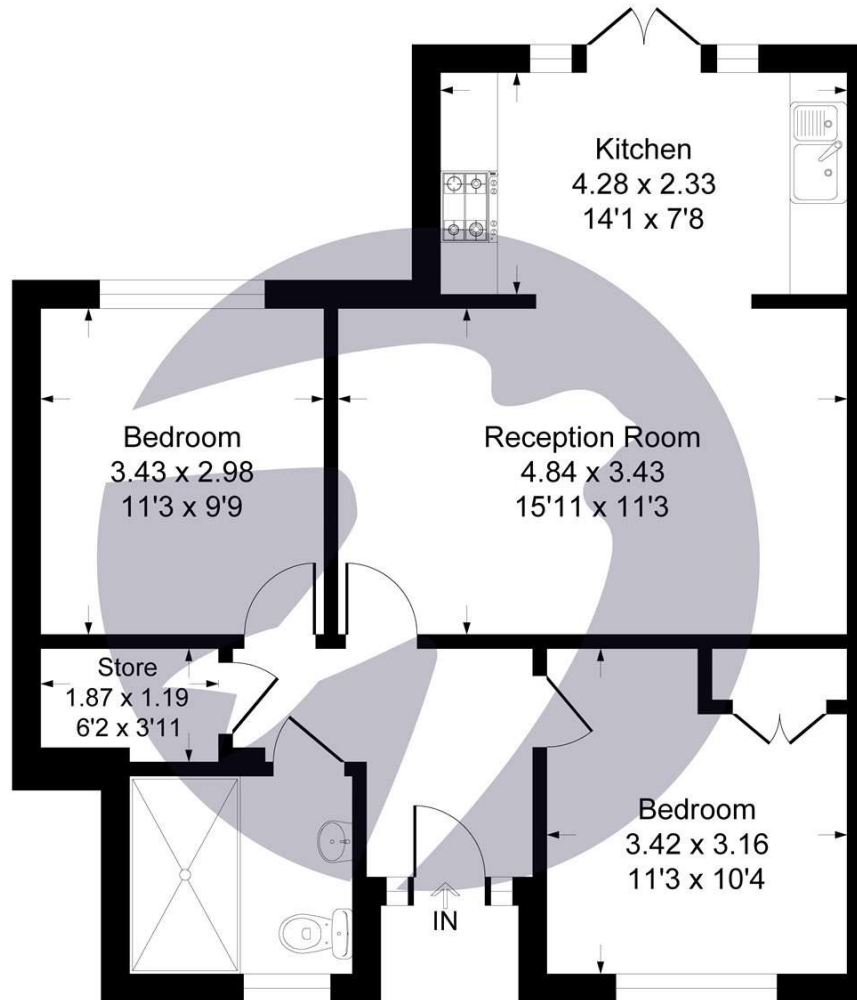 Kitchen
4.28 x 2.33
14'1 x 7'8
Bedroom
3.43 x 2.98
11'3 x 9'9
Reception Room
4.84 x 3.43
15'11 x 11'3
Store
1.87 x 1.19
6'2 x 3'11
Bedroom
3.42 x 3.16
11'3 x 10'4
IN